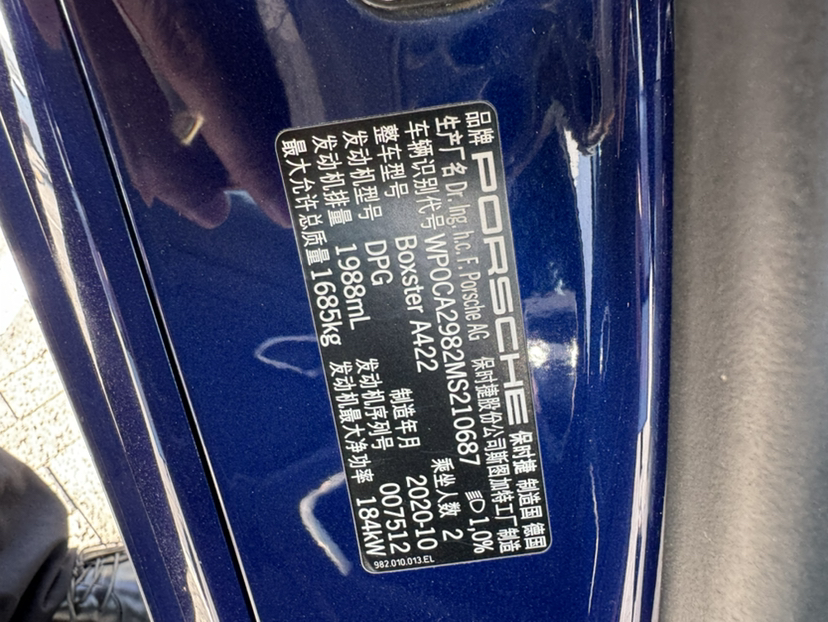 品牌 PORSCHE 保时捷 制造国 德国
生产厂名 Dr. Ing. h.c. F. Porsche AG 保时捷股份公司斯图加特工厂制造
车辆识别代号 WP0CA2982MS210687 1,0%
整车型号 Boxster A422 乘坐人数 2
发动机型号 DPG 制造年月 2020-10
发动机排量 1988mL 发动机序列号 007512
最大允许总质量 1685kg 发动机最大净功率 184kW
982.010.013.EL